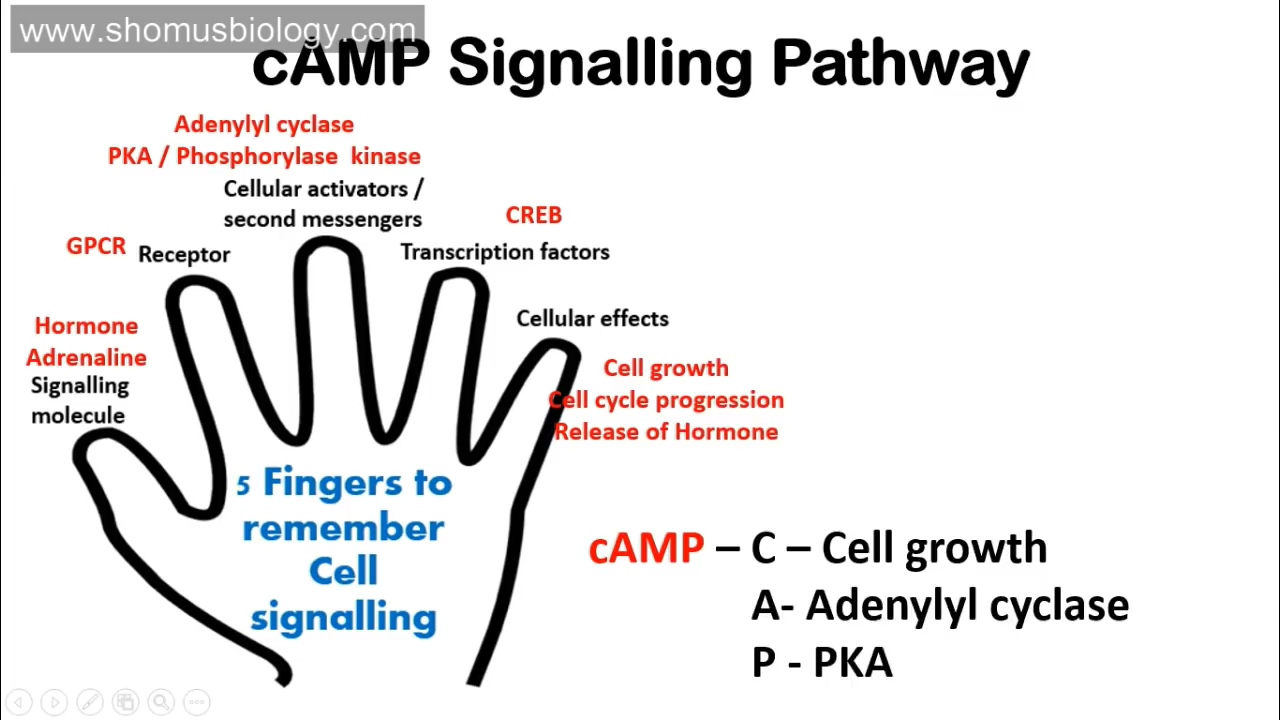 www.shomusbiology.com
cAMP Signalling Pathway
Adenylyl cyclase
PKA / Phosphorylase kinase
Cellular activators /
second messengers
CREB
Transcription factors
GPCR
Receptor
Hormone
Adrenaline
Signalling
molecule
Cellular effects
Cell growth
Cell cycle progression
Release of Hormone
5 Fingers to
remember
Cell
signalling
cAMP – C – Cell growth
A- Adenylyl cyclase
P - PKA